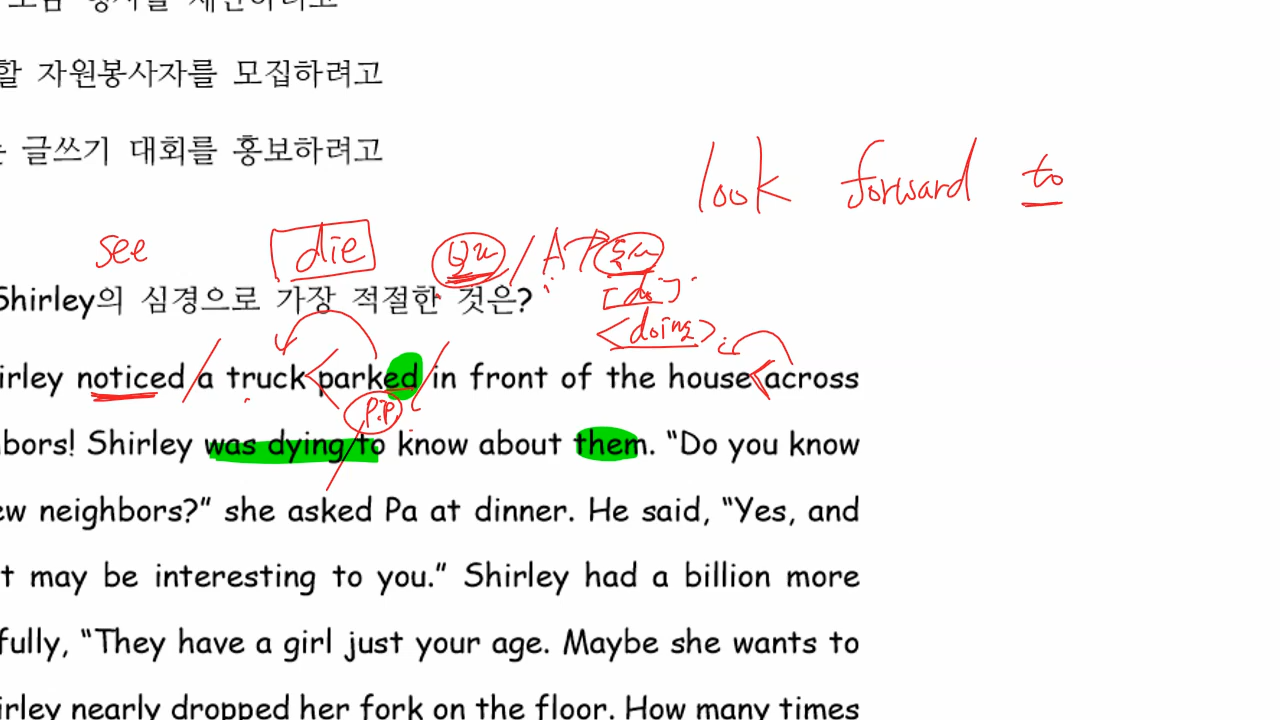 할 자원봉사자를 모집하려고
글쓰기 대회를 홍보하려고
look forward to
see die
Shirley의 심경으로 가장 적절한 것은?
[do]
<doing>
irley noticed a truck parked in front of the house across
p.p.
bors! Shirley was dying to know about them. “Do you know
ew neighbors?” she asked Pa at dinner. He said, “Yes, and
t may be interesting to you.” Shirley had a billion more
fully, “They have a girl just your age. Maybe she wants to
irley nearly dropped her fork on the floor. How many times